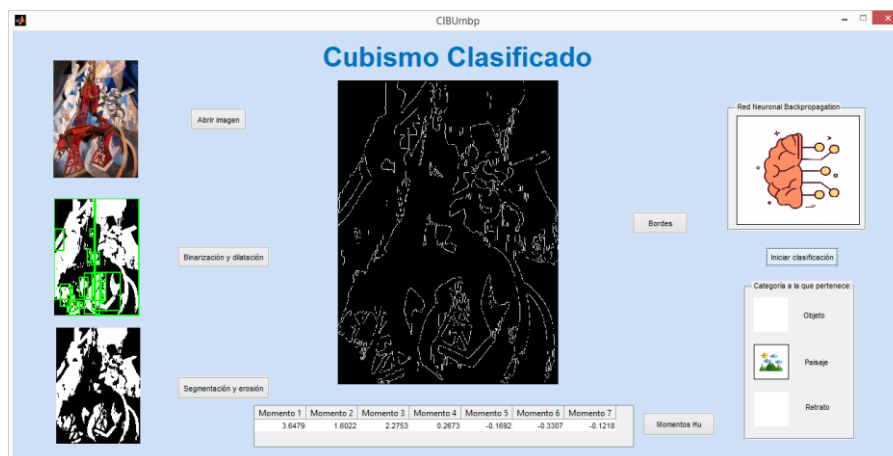 CIBUrnbp
Cubismo Clasificado
Abrir imagen
Red Neuronal Backpropagation
Bordes
Binarización y dilatación
Iniciar clasificación
Categoría a la que pertenece:
Objeto
Paisaje
Retrato
Segmentación y erosión
Momento 1 Momento 2 Momento 3 Momento 4 Momento 5 Momento 6 Momento 7
3.6479 1.6022 2.2753 0.2673 -0.1692 -0.3307 -0.1218
Momentos Hu